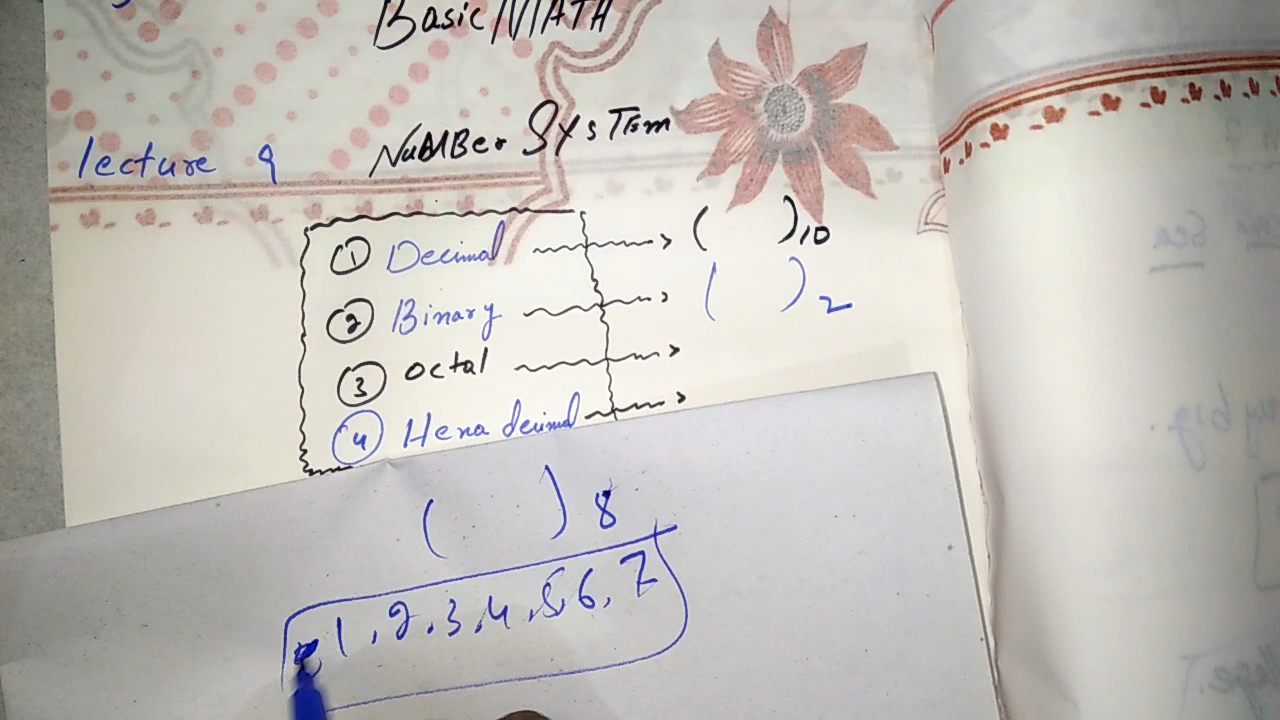 Basic MATH
lecture 9 NuMBer SYsTem
① Decimal ( )10
② Binary ( )2
③ octal
④ Hexa decimal
( ) 8
1, 2, 3, 4, 5, 6, 7